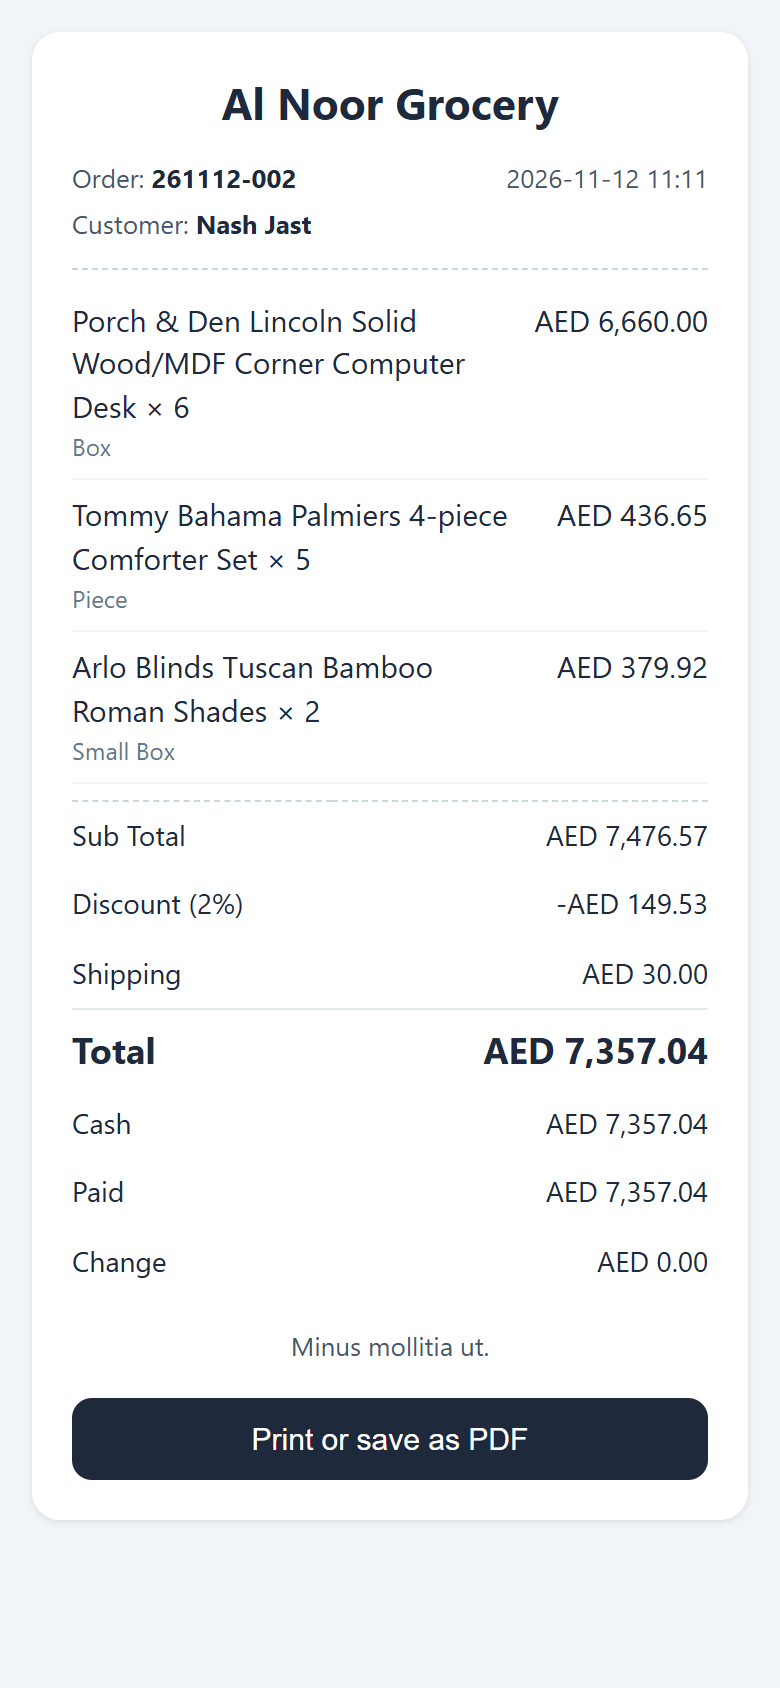 Al Noor Grocery
Order: 261112-002 2026-11-12 11:11
Customer: Nash Jast
Porch & Den Lincoln Solid AED 6,660.00
Wood/MDF Corner Computer
Desk × 6
Box
Tommy Bahama Palmiers 4-piece AED 436.65
Comforter Set × 5
Piece
Arlo Blinds Tuscan Bamboo AED 379.92
Roman Shades × 2
Small Box
Sub Total AED 7,476.57
Discount (2%) -AED 149.53
Shipping AED 30.00
Total AED 7,357.04
Cash AED 7,357.04
Paid AED 7,357.04
Change AED 0.00
Minus mollitia ut.
Print or save as PDF